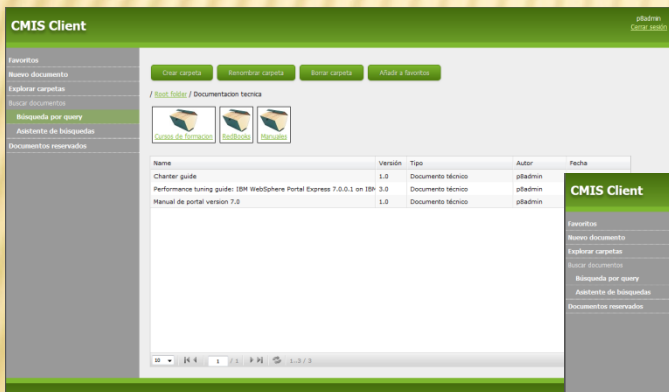 CMIS Client
p8admin
Cerrar sesión
Favoritos
Nuevo documento
Explorar carpetas
Buscar documentos
Búsqueda por query
Asistente de búsquedas
Documentos reservados
Crear carpeta
Renombrar carpeta
Borrar carpeta
Añadir a favoritos
/ Root folder / Documentacion tecnica
Cursos de formacion
RedBooks
Manuales
Name Versión Tipo Autor Fecha
Chanter guide 1.0 Documento técnico p8admin
Performance tuning guide: IBM WebSphere Portal Express 7.0.0.1 on IBM 3.0 Documento técnico p8admin
Manual de portal version 7.0 1.0 Documento técnico p8admin
10 1 / 1 1..3 / 3
CMIS Client
Favoritos
Nuevo documento
Explorar carpetas
Buscar documentos
Búsqueda por query
Asistente de búsquedas
Documentos reservados